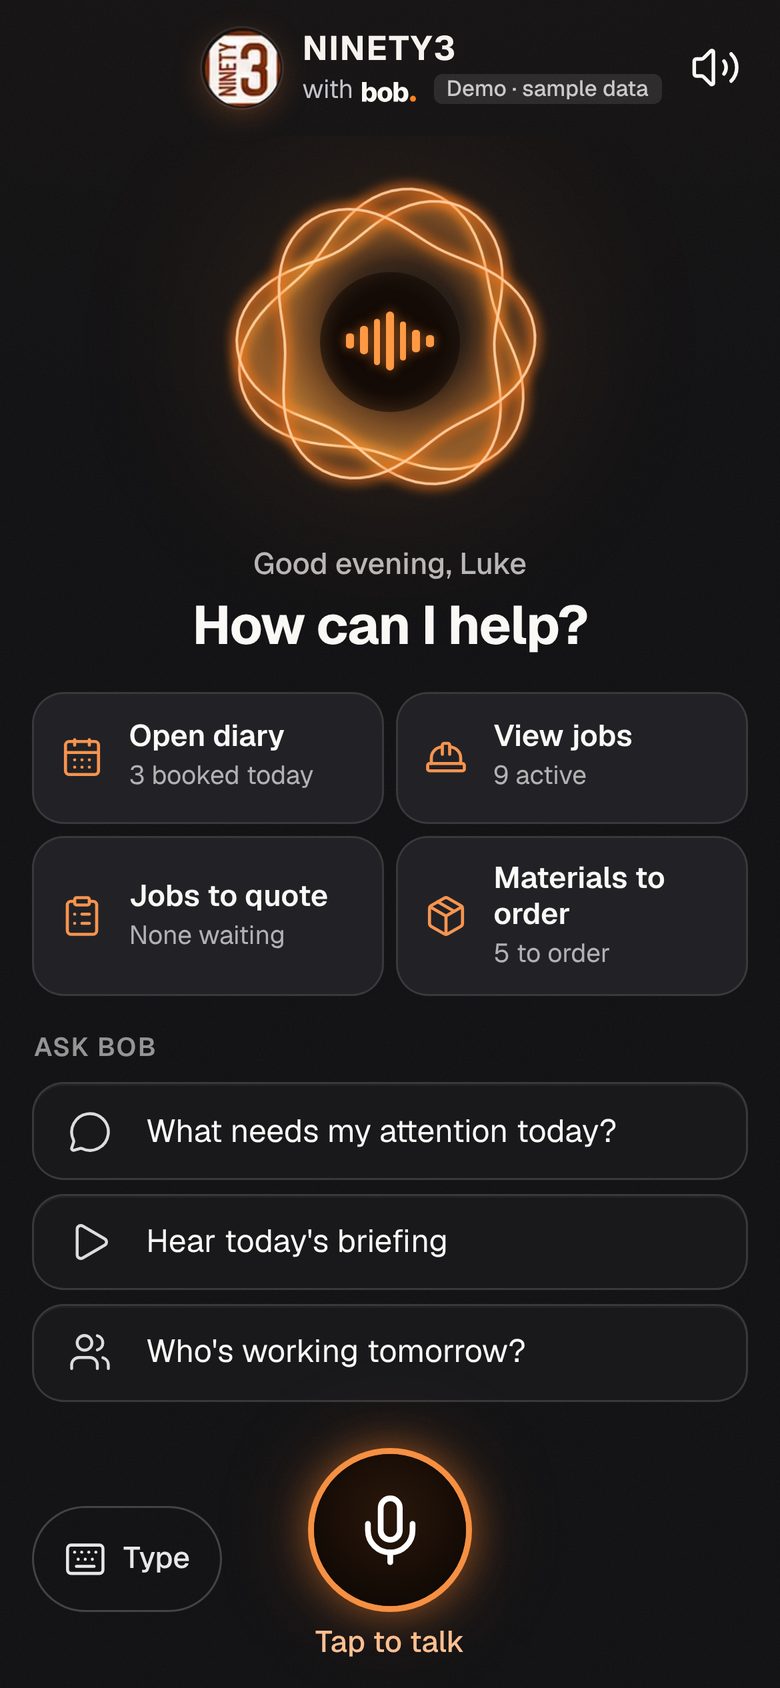 NINETY
3
NINETY3
with bob. Demo · sample data
Good evening, Luke
How can I help?
Open diary
3 booked today
View jobs
9 active
Jobs to quote
None waiting
Materials to
order
5 to order
ASK BOB
What needs my attention today?
Hear today's briefing
Who's working tomorrow?
Type
Tap to talk